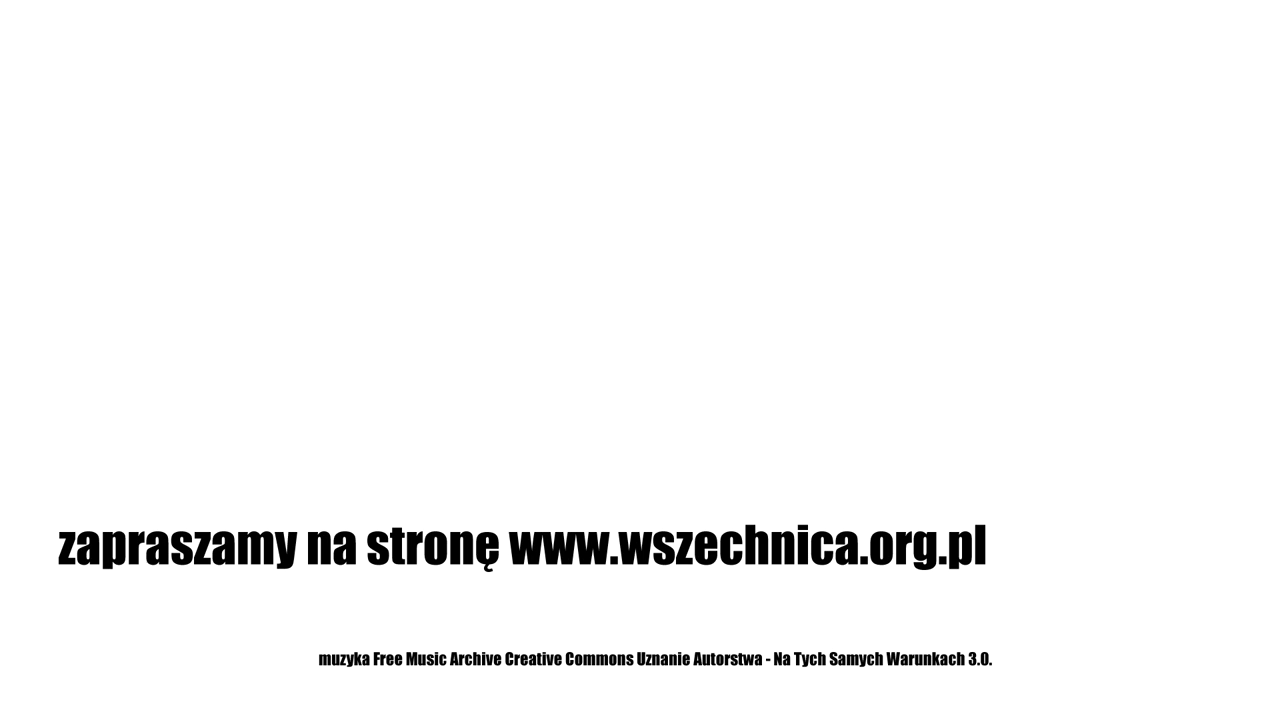 zapraszamy na stronę www.wszechnica.org.pl
muzyka Free Music Archive Creative Commons Uznanie Autorstwa - Na Tych Samych Warunkach 3.0.